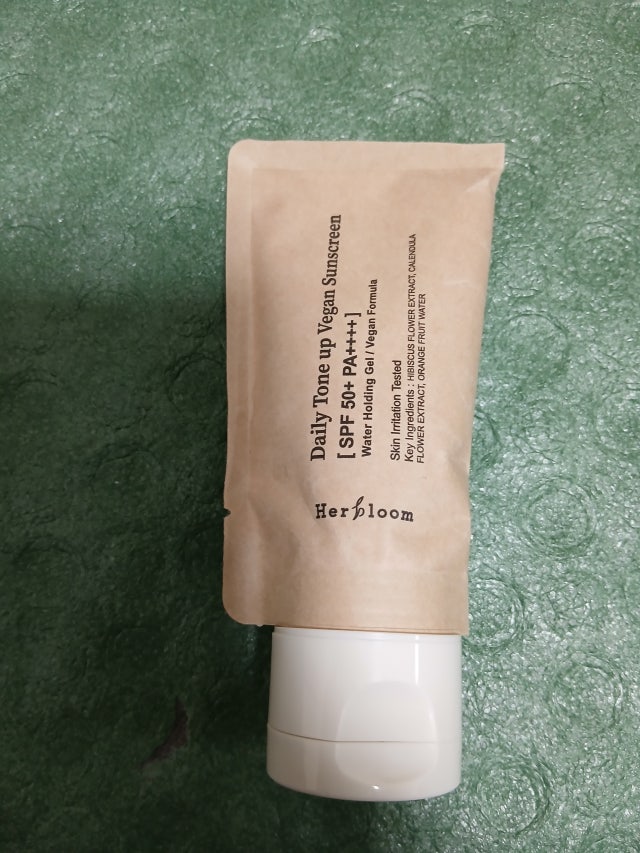 Daily Tone up Vegan Sunscreen
[ SPF 50+ PA++++ ]
Water Holding Gel / Vegan Formula
Skin Irritation Tested
Key Ingredients : HIBISCUS FLOWER EXTRACT, CALENDULA
FLOWER EXTRACT, ORANGE FRUIT WATER
Herbloom